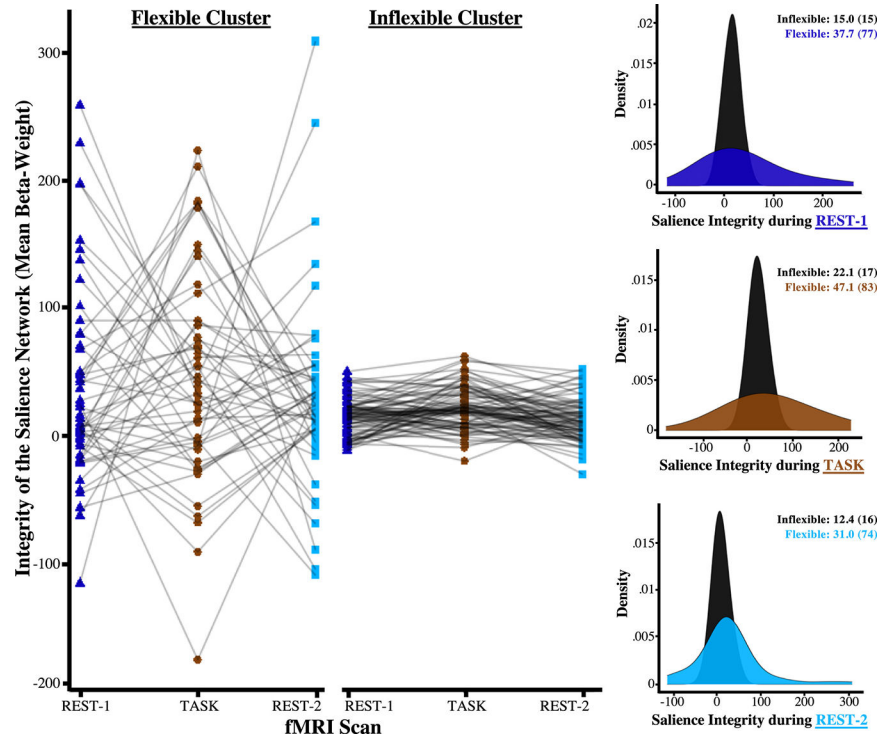 Flexible Cluster
Inflexible Cluster
Integrity of the Salience Network (Mean Beta-Weight)
300
200
100
0
-100
-200
REST-1
TASK
REST-2
REST-1
TASK
REST-2
fMRI Scan
Inflexible: 15.0 (15)
Flexible: 37.7 (77)
Density
.02
.015
.01
.005
0
-100
0
100
200
Salience Integrity during REST-1
Inflexible: 22.1 (17)
Flexible: 47.1 (83)
Density
.015
.01
.005
0
-100
0
100
200
Salience Integrity during TASK
Inflexible: 12.4 (16)
Flexible: 31.0 (74)
Density
.015
.01
.005
0
-100
0
100
200
300
Salience Integrity during REST-2